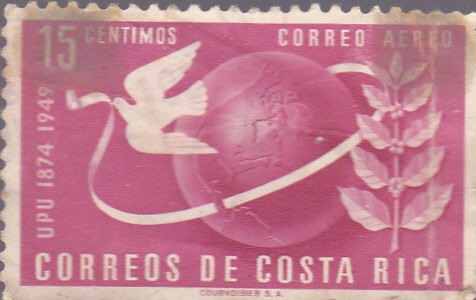 15 CENTIMOS
CORREO AEREO
UPU 1874 1949
CORREOS DE COSTA RICA
COURVOISIER S.A.